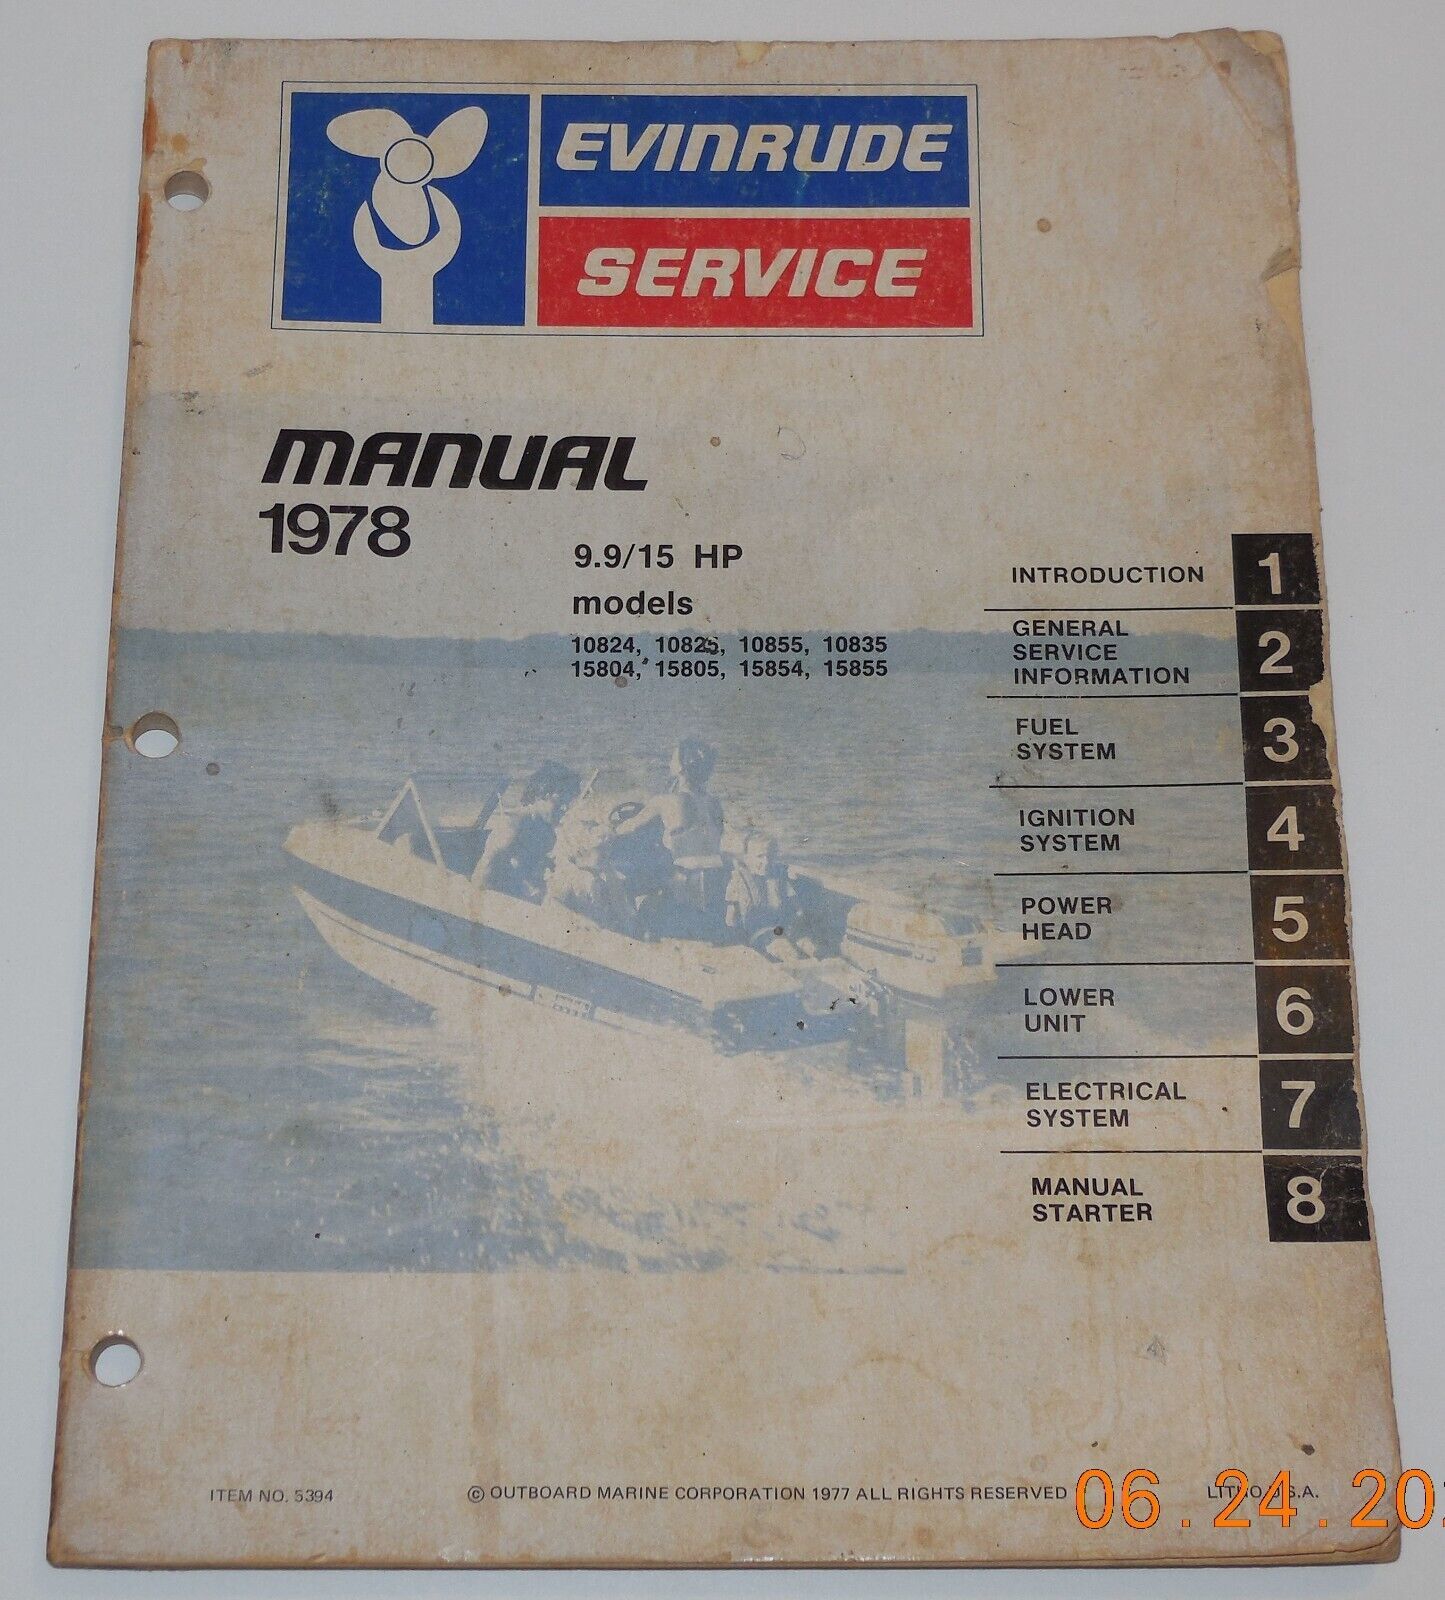 EVINRUDE
SERVICE
MANUAL
1978
9.9/15 HP
models
10824, 10825, 10855, 10835
15804, 15805, 15854, 15855
INTRODUCTION 1
GENERAL
SERVICE
INFORMATION 2
FUEL
SYSTEM 3
IGNITION
SYSTEM 4
POWER
HEAD 5
LOWER
UNIT 6
ELECTRICAL
SYSTEM 7
MANUAL
STARTER 8
ITEM NO. 5394
© OUTBOARD MARINE CORPORATION 1977 ALL RIGHTS RESERVED
LITHO U.S.A.
06.24.20